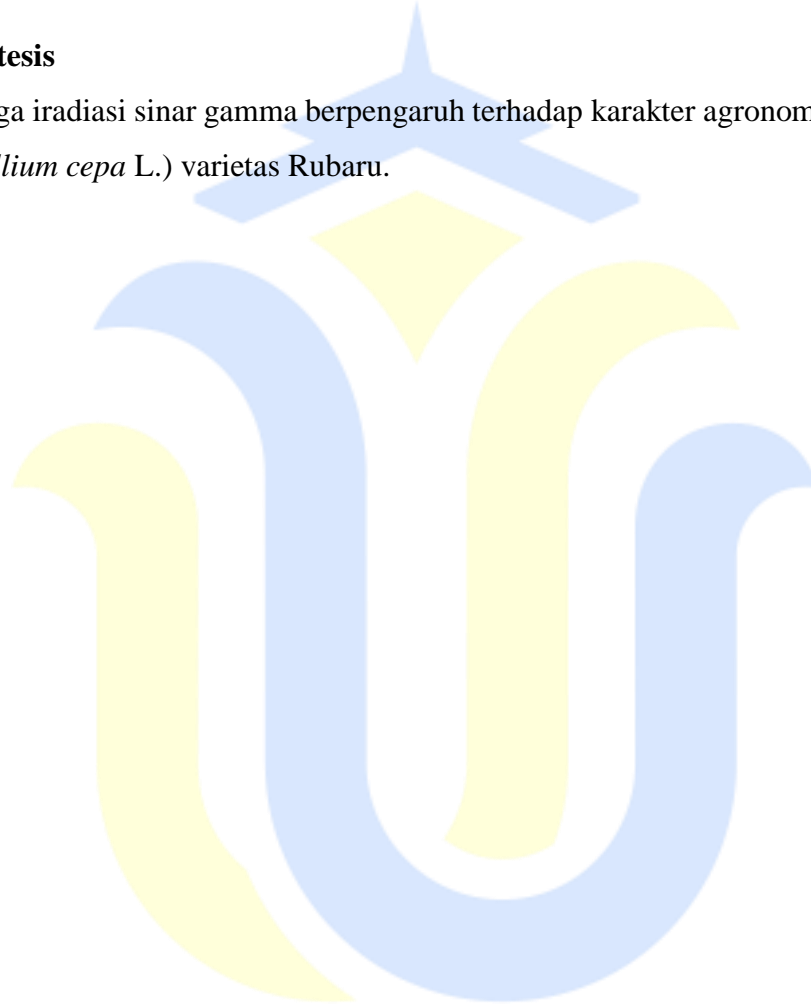 tesis
ga iradiasi sinar gamma berpengaruh terhadap karakter agronom
llium cepa L.) varietas Rubaru.